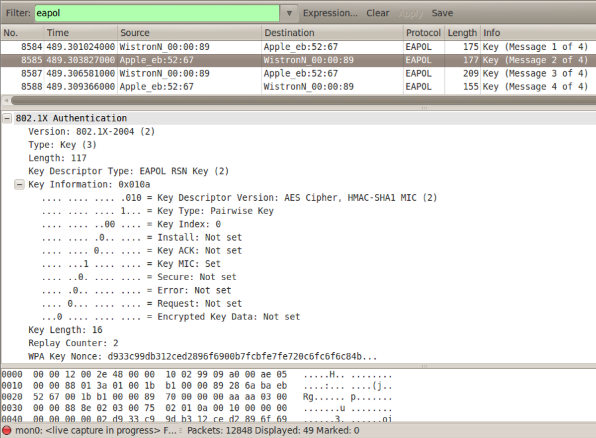 Filter: eapol Expression... Clear Apply Save
No. Time Source Destination Protocol Length Info
8584 489.301024000 WistronN_00:00:89 Apple_eb:52:67 EAPOL 175 Key (Message 1 of 4)
8585 489.303827000 Apple_eb:52:67 WistronN_00:00:89 EAPOL 177 Key (Message 2 of 4)
8587 489.306581000 WistronN_00:00:89 Apple_eb:52:67 EAPOL 209 Key (Message 3 of 4)
8588 489.309366000 Apple_eb:52:67 WistronN_00:00:89 EAPOL 155 Key (Message 4 of 4)
802.1X Authentication
Version: 802.1X-2004 (2)
Type: Key (3)
Length: 117
Key Descriptor Type: EAPOL RSN Key (2)
Key Information: 0x010a
.... .... .... .010 = Key Descriptor Version: AES Cipher, HMAC-SHA1 MIC (2)
.... .... .... 1... = Key Type: Pairwise Key
.... .... ..00 .... = Key Index: 0
.... .... .0.. .... = Install: Not set
.... .... 0... .... = Key ACK: Not set
.... ...1 .... .... = Key MIC: Set
.... ..0. .... .... = Secure: Not set
.... .0.. .... .... = Error: Not set
.... 0... .... .... = Request: Not set
...0 .... .... .... = Encrypted Key Data: Not set
Key Length: 16
Replay Counter: 2
WPA Key Nonce: d933c99db312ced2896f6900b7fcbfe7fe720c6fc6f6c84b...
0000 00 00 12 00 2e 48 00 00 10 02 99 09 a0 00 ae 05 .....H.. ........
0010 00 00 88 01 3a 01 00 1b b1 00 00 89 28 6a ba eb ....:... ....(j..
0020 52 67 00 1b b1 00 00 89 70 00 00 00 aa aa 03 00 Rg...... p.......
0030 00 00 88 8e 02 03 00 75 02 01 0a 00 10 00 00 00 .......u ........
0040 00 00 00 00 02 d9 33 c9 9d b3 12 ce d2 89 6f 69 ......3. ......oi
mon0: <live capture in progress> F... Packets: 12848 Displayed: 49 Marked: 0